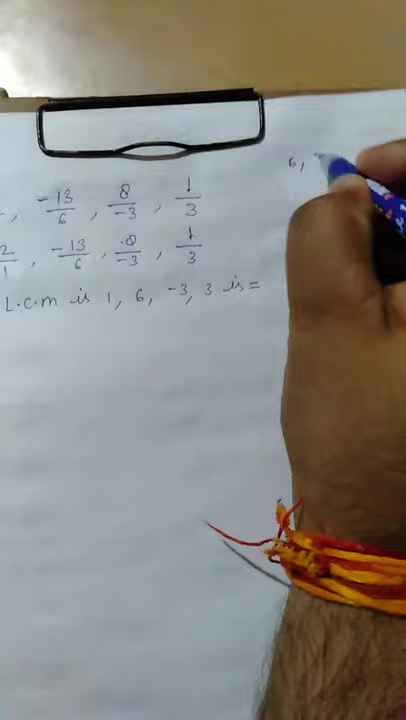 , -13/6, 8/-3, 1/3
2/1, -13/6, 8/-3, 1/3
L.C.M is 1, 6, -3, 3 is =
6,